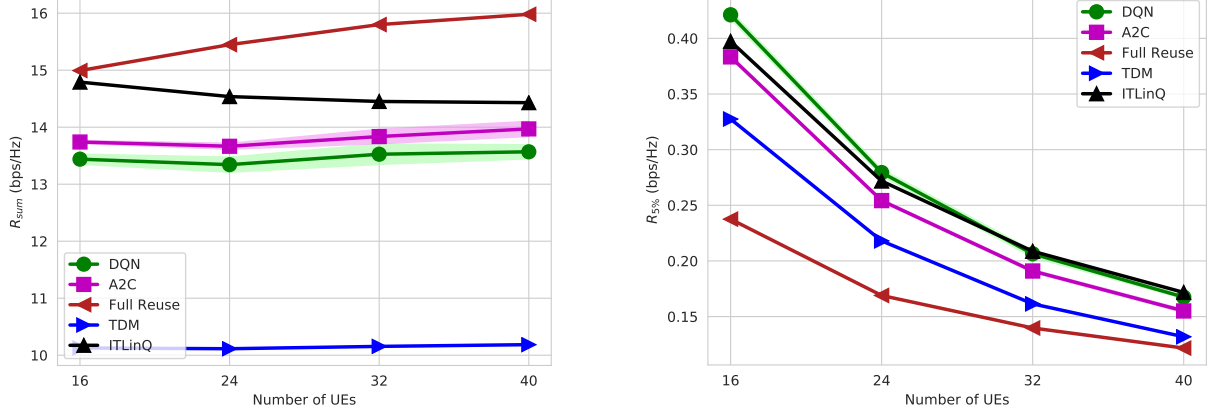 16
15
14
13
12
11
10
R_sum (bps/Hz)
DQN
A2C
Full Reuse
TDM
ITLinQ
16 24 32 40
Number of UEs
0.40
0.35
0.30
0.25
0.20
0.15
R_5% (bps/Hz)
DQN
A2C
Full Reuse
TDM
ITLinQ
16 24 32 40
Number of UEs